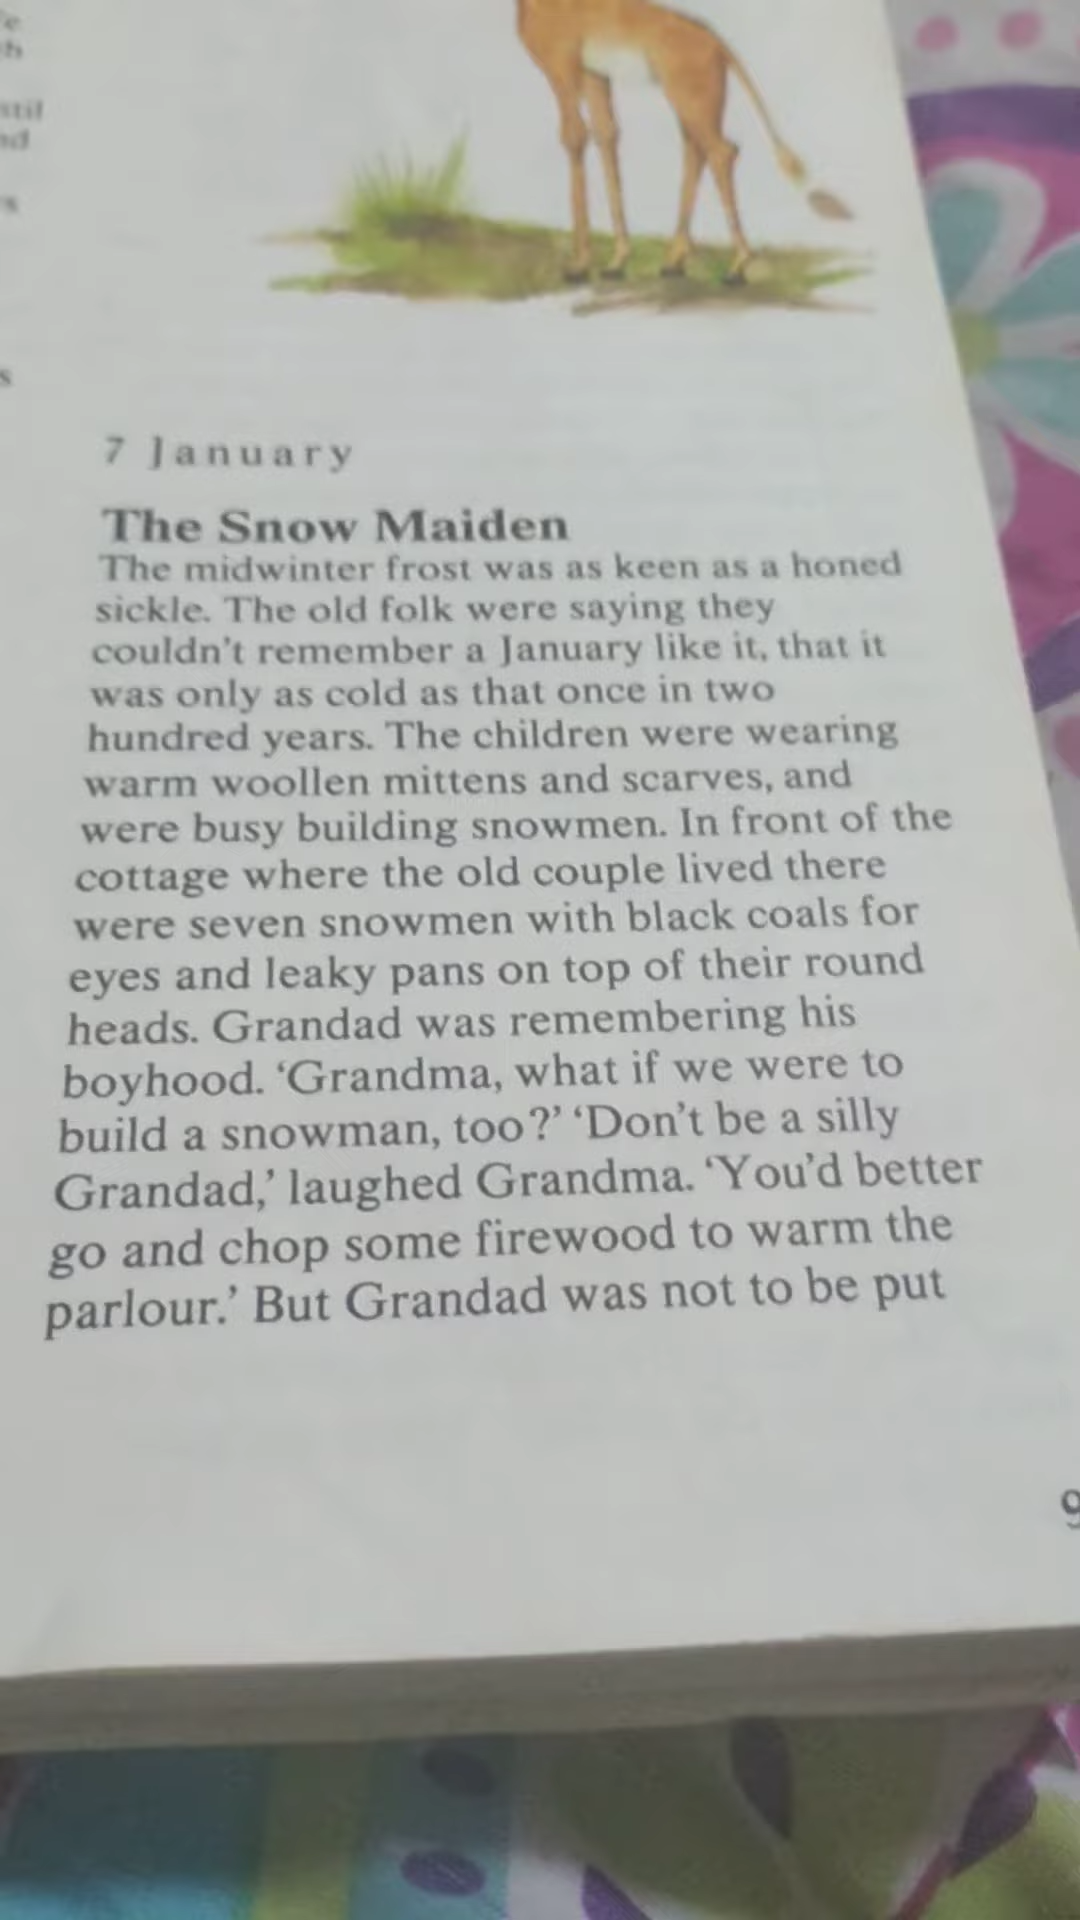 7 January
The Snow Maiden
The midwinter frost was as keen as a honed
sickle. The old folk were saying they
couldn't remember a January like it, that it
was only as cold as that once in two
hundred years. The children were wearing
warm woollen mittens and scarves, and
were busy building snowmen. In front of the
cottage where the old couple lived there
were seven snowmen with black coals for
eyes and leaky pans on top of their round
heads. Grandad was remembering his
boyhood. ‘Grandma, what if we were to
build a snowman, too?’ ‘Don’t be a silly
Grandad,’ laughed Grandma. ‘You’d better
go and chop some firewood to warm the
parlour.’ But Grandad was not to be put